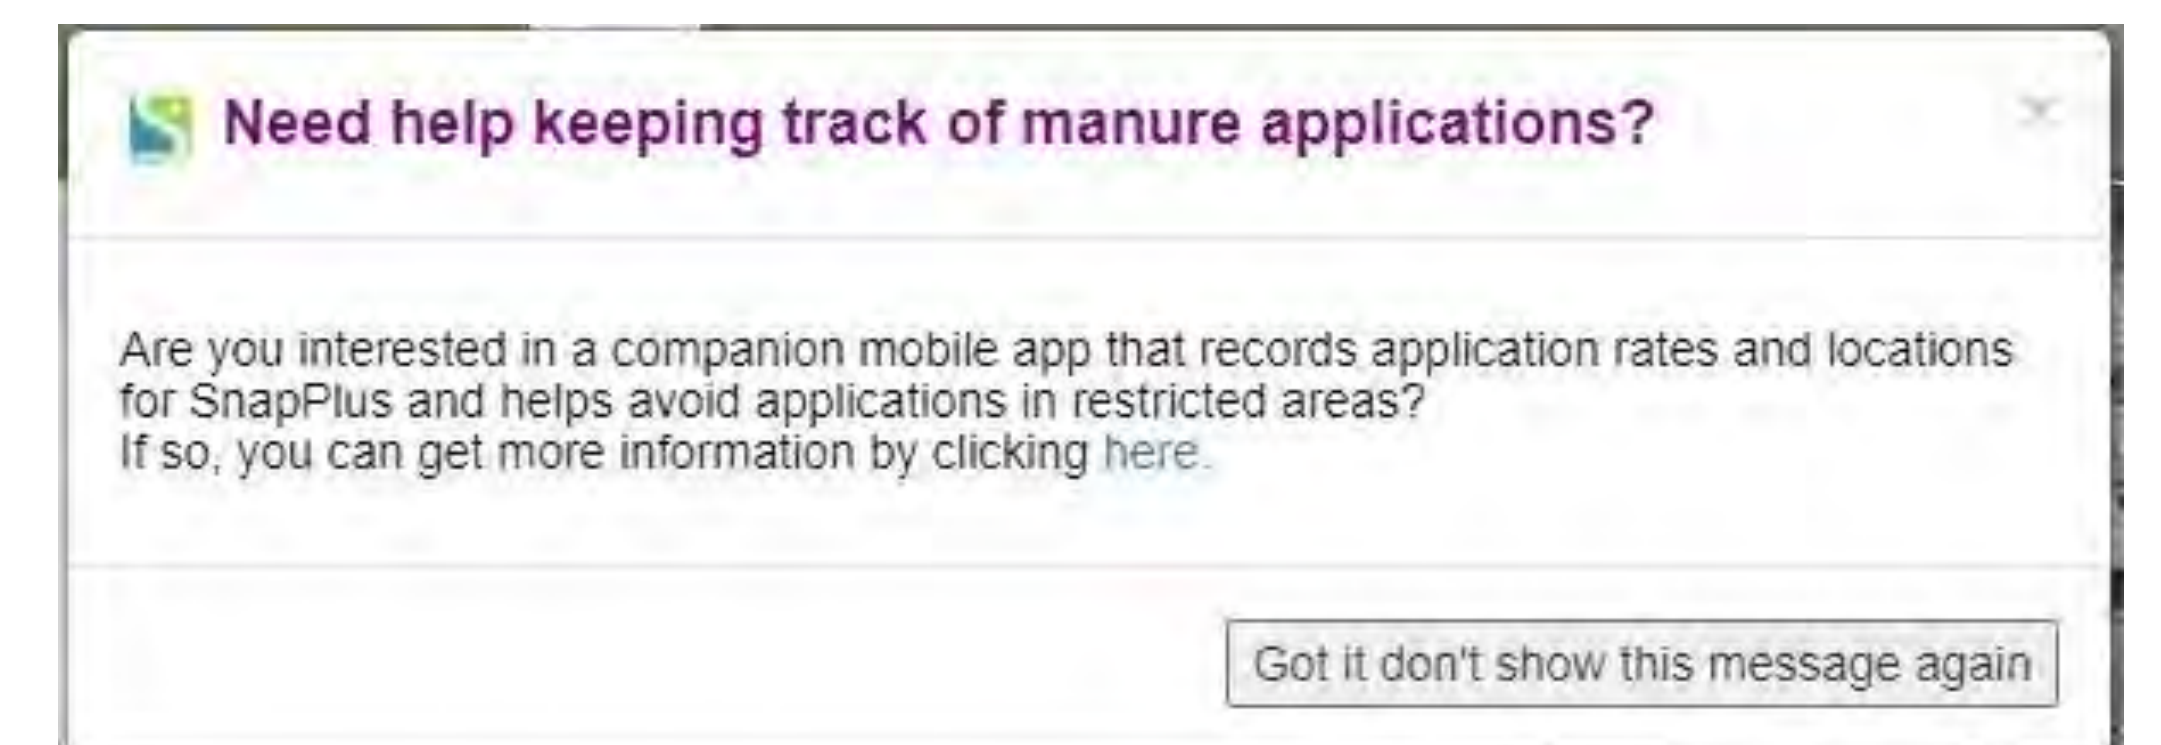 Need help keeping track of manure applications?
Are you interested in a companion mobile app that records application rates and locations
for SnapPlus and helps avoid applications in restricted areas?
If so, you can get more information by clicking here.
Got it don't show this message again